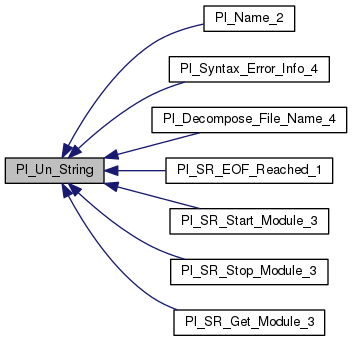 Pl_Name_2
Pl_Syntax_Error_Info_4
Pl_Decompose_File_Name_4
Pl_Un_String
Pl_SR_EOF_Reached_1
Pl_SR_Start_Module_3
Pl_SR_Stop_Module_3
Pl_SR_Get_Module_3